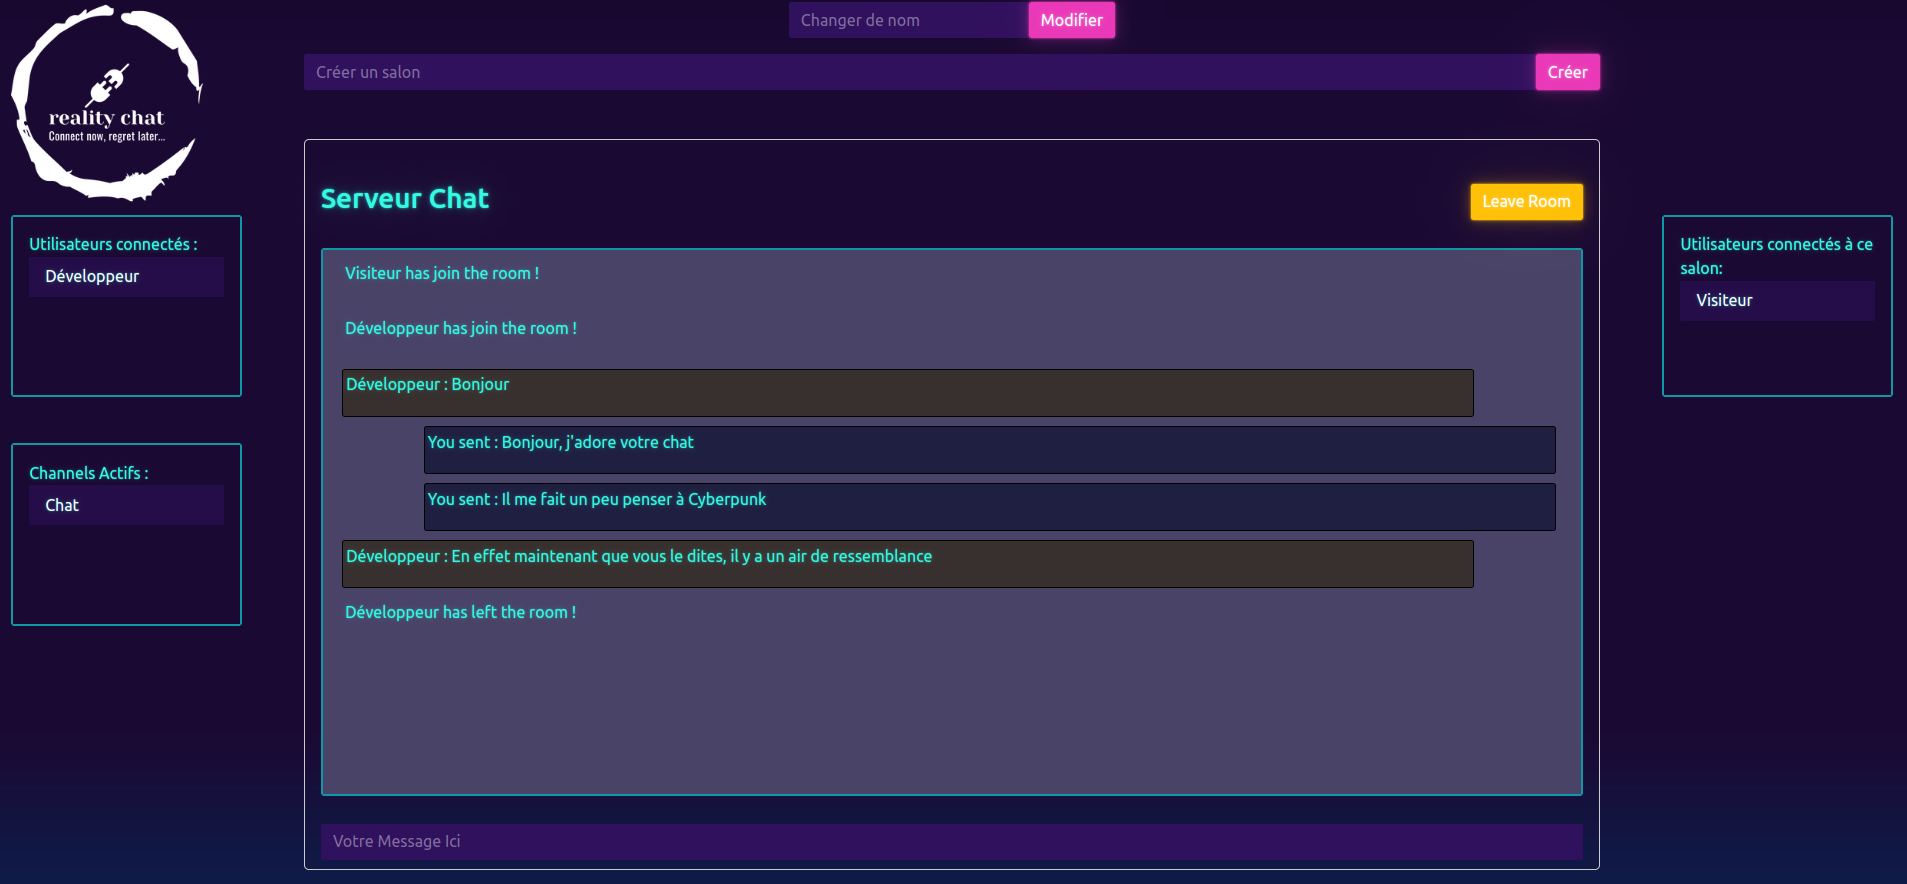 Changer de nom
Modifier
Créer un salon
Créer
reality chat
Connect now, regret later...
Utilisateurs connectés :
Développeur
Channels Actifs :
Chat
Serveur Chat
Leave Room
Visiteur has join the room !
Développeur has join the room !
Développeur : Bonjour
You sent : Bonjour, j'adore votre chat
You sent : Il me fait un peu penser à Cyberpunk
Développeur : En effet maintenant que vous le dites, il y a un air de ressemblance
Développeur has left the room !
Votre Message Ici
Utilisateurs connectés à ce
salon:
Visiteur